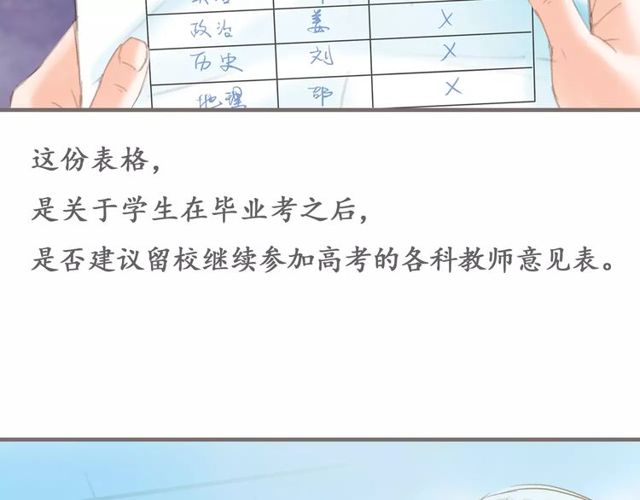 政治 姜 X
历史 刘 X
地理 邵 X
这份表格，
是关于学生在毕业考之后，
是否建议留校继续参加高考的各科教师意见表。